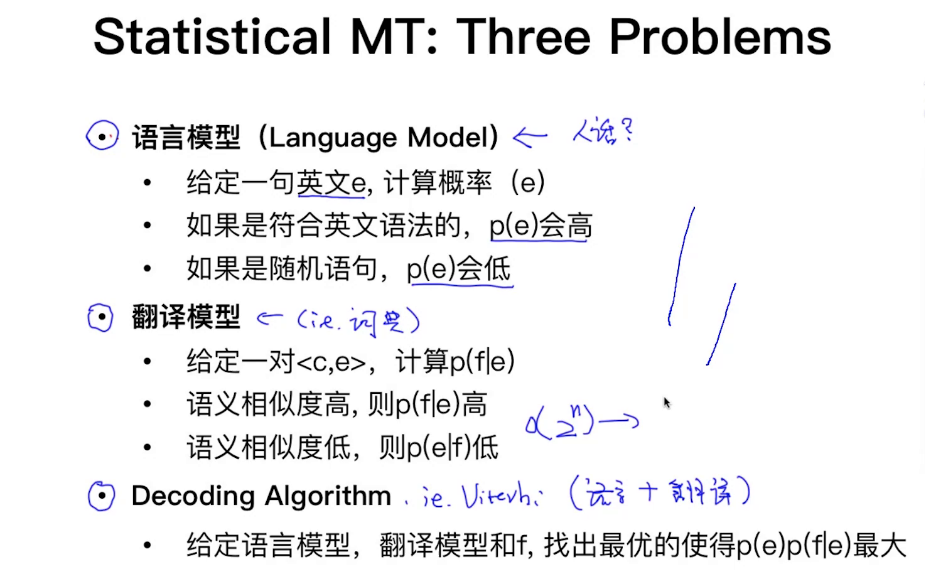 Statistical MT: Three Problems
语言模型（Language Model） ← 人话？
• 给定一句英文e, 计算概率（e）
• 如果是符合英文语法的，p(e)会高
• 如果是随机语句，p(e)会低
翻译模型 ← (i.e. 词典)
• 给定一对<c,e>，计算p(f|e)
• 语义相似度高, 则p(f|e)高
• 语义相似度低，则p(e|f)低
O(2ⁿ) →
Decoding Algorithm . ie. Viterbi (语言 + 翻译)
• 给定语言模型，翻译模型和f, 找出最优的使得p(e)p(f|e)最大